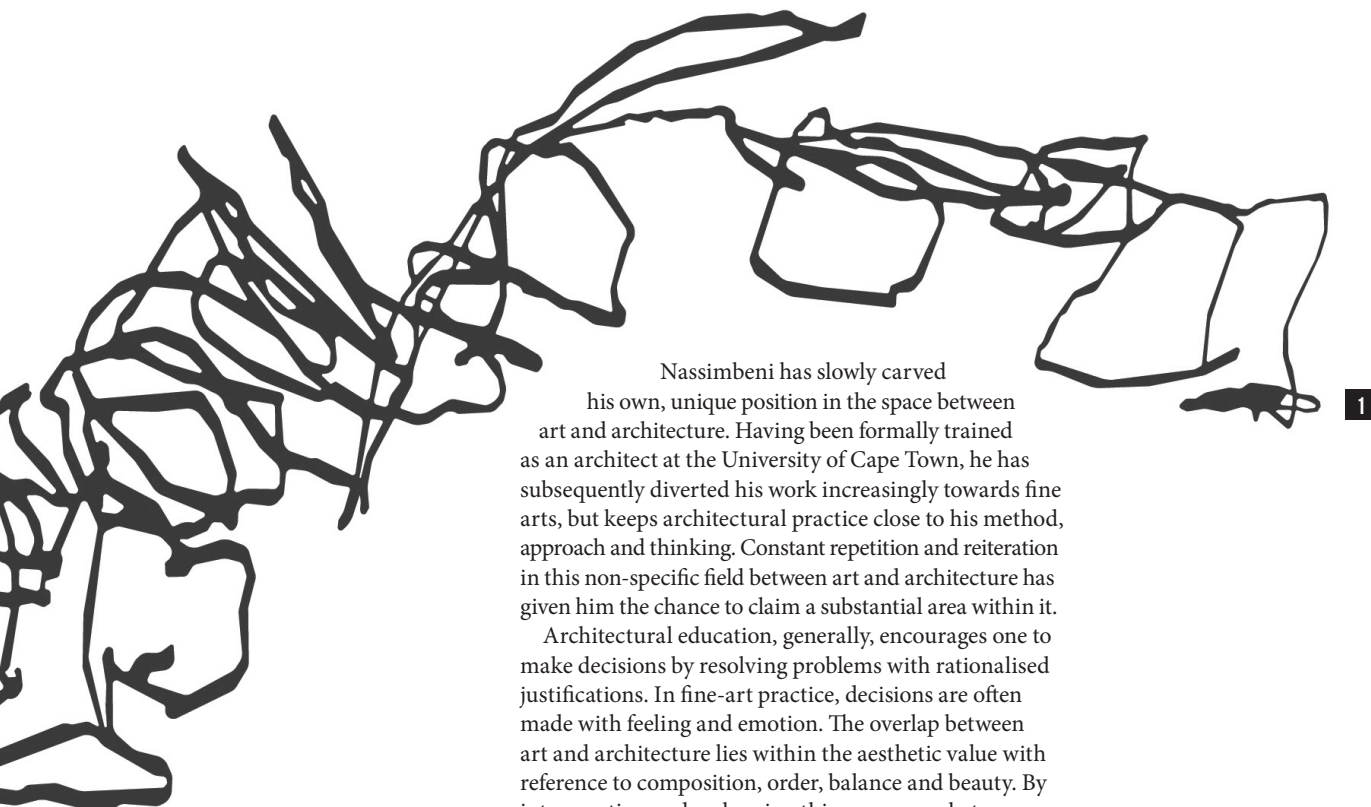 Nassimbeni has slowly carved
his own, unique position in the space between
art and architecture. Having been formally trained
as an architect at the University of Cape Town, he has
subsequently diverted his work increasingly towards fine
arts, but keeps architectural practice close to his method,
approach and thinking. Constant repetition and reiteration
in this non-specific field between art and architecture has
given him the chance to claim a substantial area within it.
Architectural education, generally, encourages one to
make decisions by resolving problems with rationalised
justifications. In fine-art practice, decisions are often
made with feeling and emotion. The overlap between
art and architecture lies within the aesthetic value with
reference to composition, order, balance and beauty. By
1